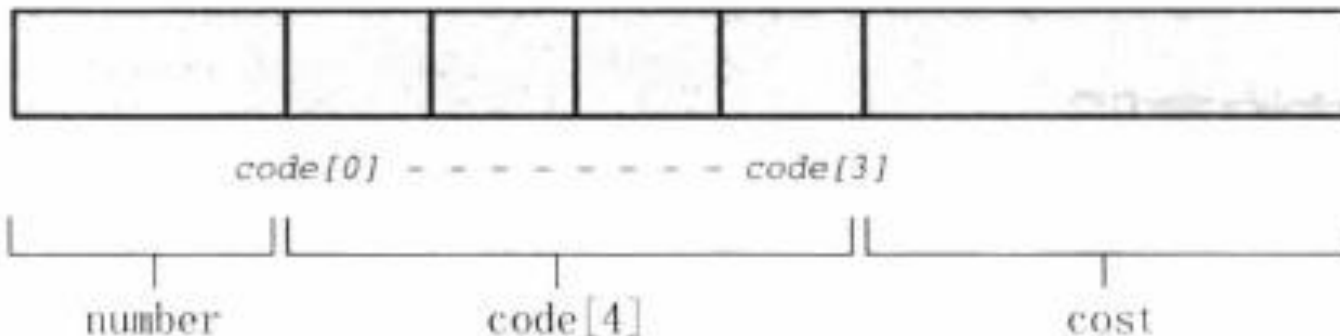 code[0] - - - - - - - - code[3]
number code[4] cost